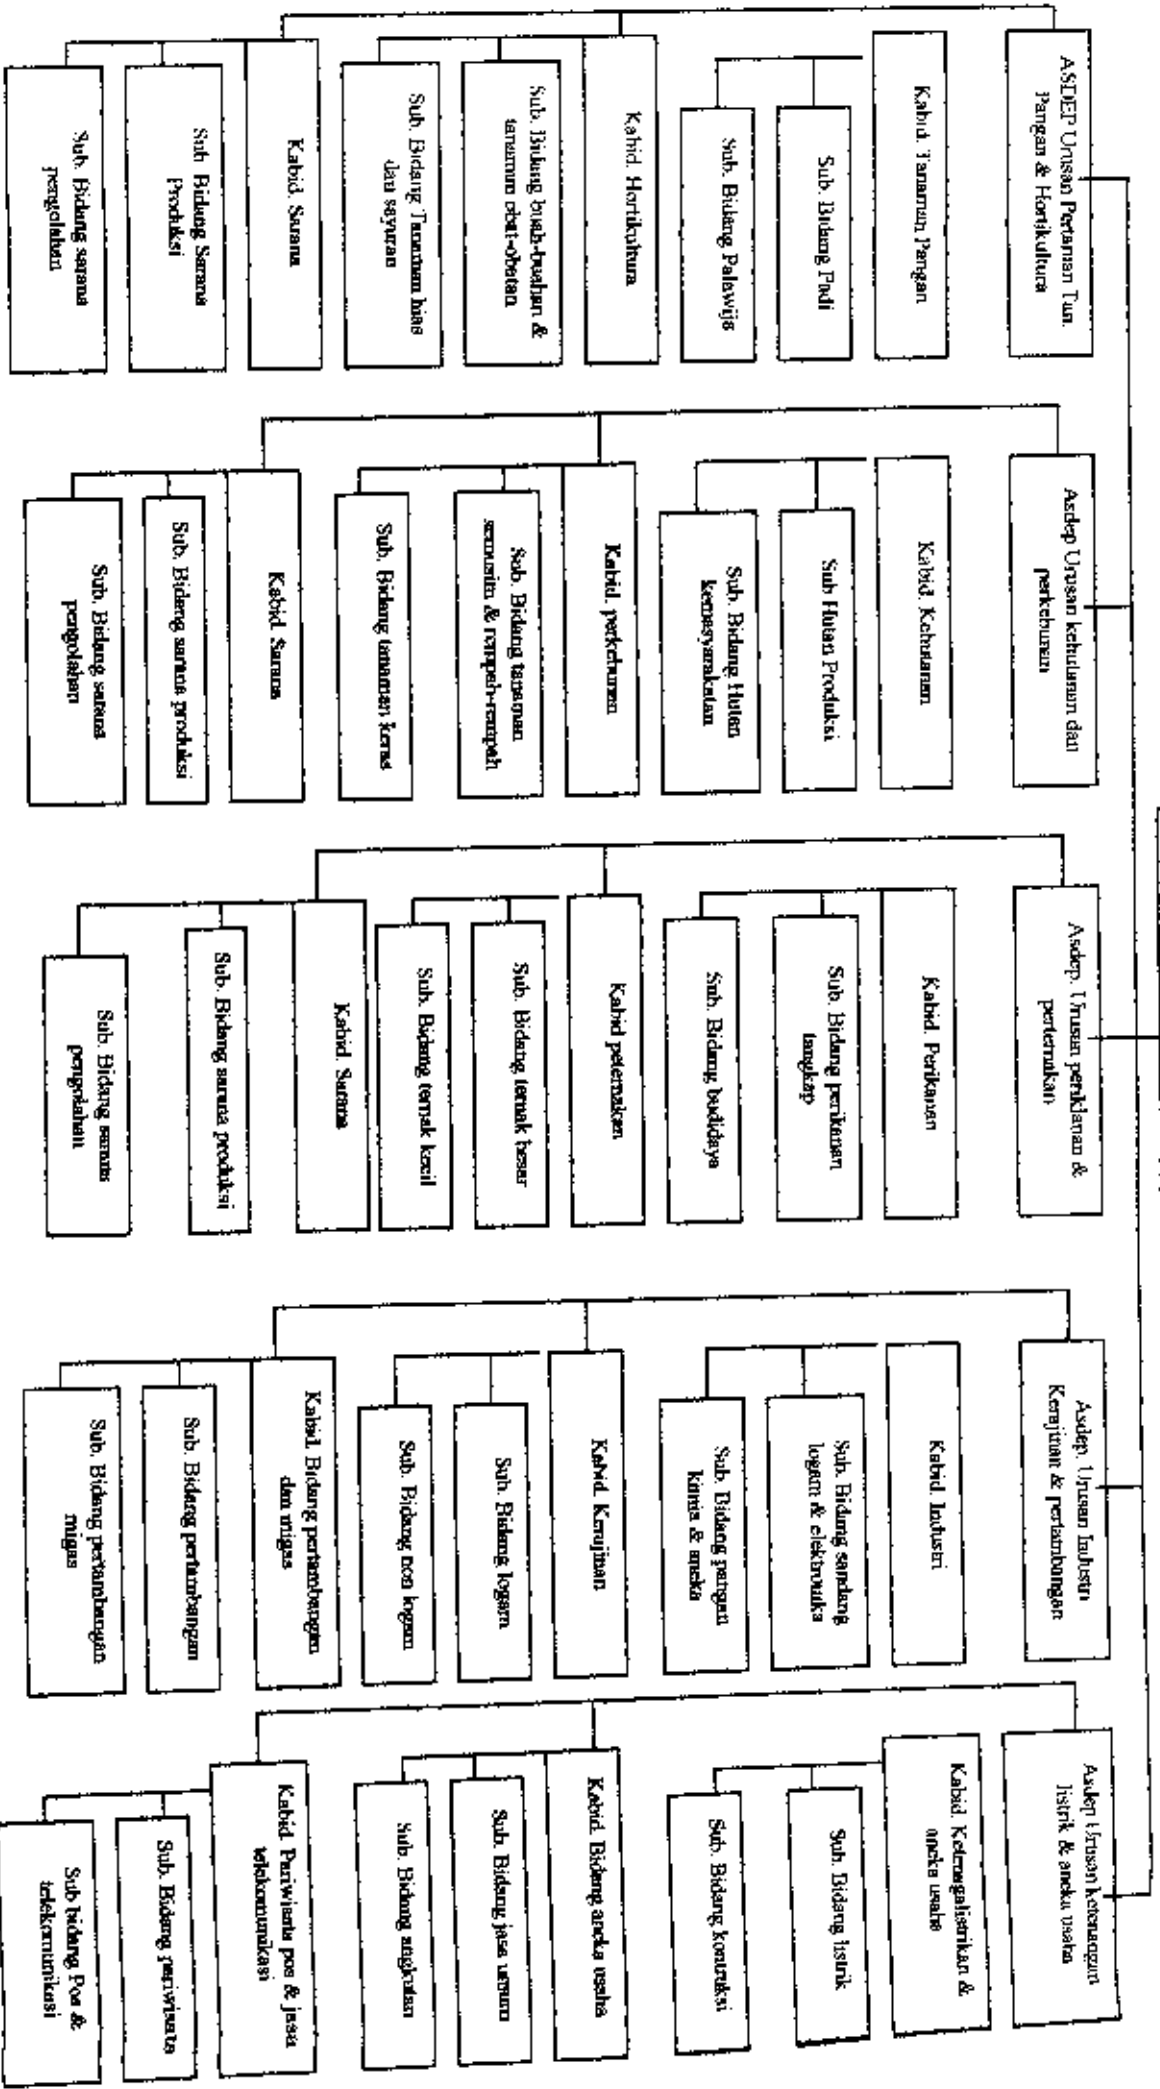 ASDEP Urusan Pertaman Tan.
Pangan & Hortikultura
Kabid. Tanaman Pangan
Sub. Bidang Padi
Sub. Bidang Palawija
Kabid. Hortikultura
Sub. Bidang buah-buahan &
tanaman obat-obatan
Sub. Bidang Tanaman hias
dan sayuran
Kabid. Sarana
Sub Bidang Sarana
Produksi
Sub. Bidang sarana
pengolahan
Asdep Urusan kehutanan dan
perkebunan
Kabid. Kehutanan
Sub Hutan Produksi
Sub. Bidang Hutan
kemasyarakatan
Kabid. perkebunan
Sub. Bidang tanaman
semusim & rempah-rempah
Sub. Bidang tanaman keras
Kabid. Sarana
Sub. Bidang sarana produksi
Sub. Bidang sarana
pengolahan
Asdep. Urusan perikanan &
peternakan
Kabid. Perikanan
Sub. Bidang perikanan
tangkap
Sub. Bidang budidaya
Kabid peternakan
Sub. Bidang ternak besar
Sub. Bidang ternak kecil
Kabid. Sarana
Sub. Bidang sarana produksi
Sub. Bidang sarana
pengolahan
Asdep. Urusan Industri
Kerajinan & pertambangan
Kabid. Industri
Sub. Bidang sandang
logam & elektronika
Sub. Bidang pangan
kimia & aneka
Kabid. Kerajinan
Sub. Bidang logam
Sub. Bidang non logam
Kabid. Bidang pertambangan
dan migas
Sub. Bidang pertambangan
Sub. Bidang pertambangan
migas
Asdep Urusan ketenagaan
listrik & aneka usaha
Kabid. Ketenagalistrikan &
aneka usaha
Sub. Bidang listrik
Sub. Bidang kontruksi
Kabid. Bidang aneka usaha
Sub. Bidang jasa umum
Sub. Bidang angkutan
Kabid. Pariwisata pos & jasa
telekomunikasi
Sub. Bidang pariwisata
Sub bidang Pos &
telekomunikasi